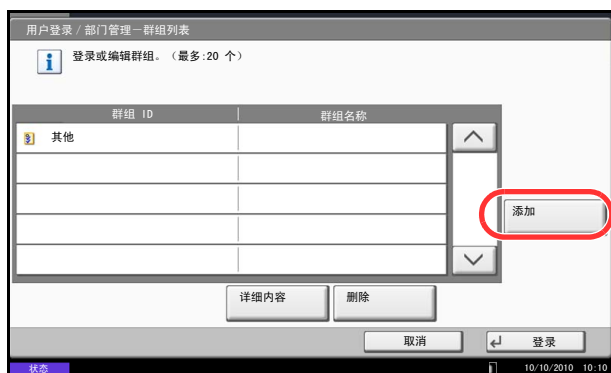 用户登录 / 部门管理－群组列表
登录或编辑群组。（最多:20 个）
群组 ID | 群组名称
其他
添加
详细内容 删除
取消 登录
状态 10/10/2010 10:10